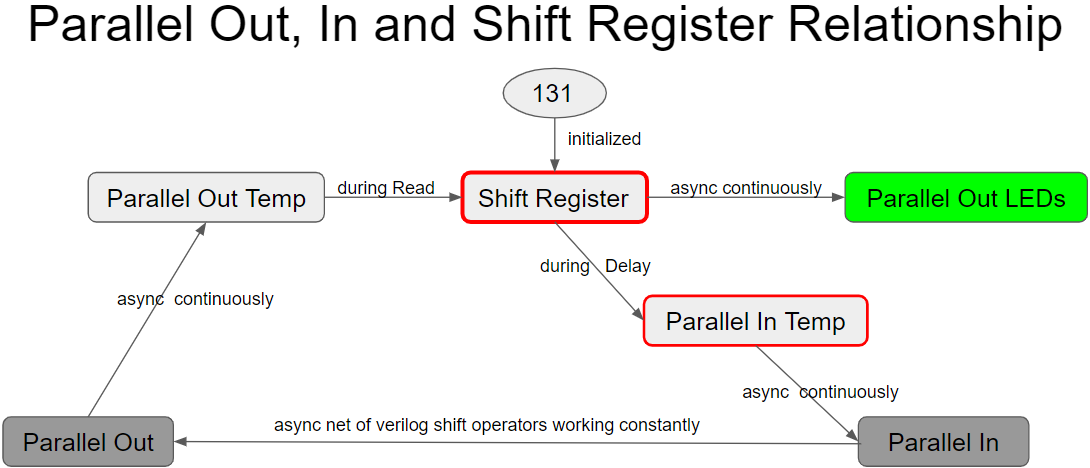 Parallel Out, In and Shift Register Relationship
131
initialized
Parallel Out Temp
during Read
Shift Register
async continuously
Parallel Out LEDs
during Delay
async continuously
Parallel In Temp
async continuously
async net of verilog shift operators working constantly
Parallel Out
Parallel In